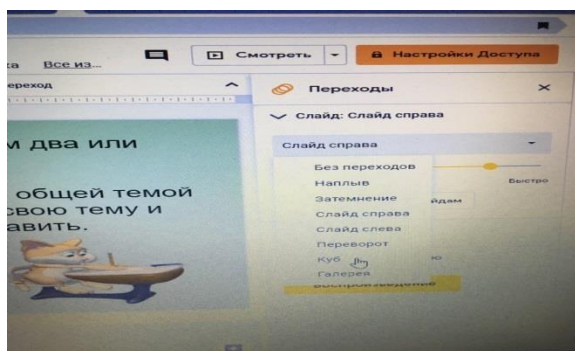 Смотреть
Настройки Доступа
ка Все из...
ереход
Переходы
Слайд: Слайд справа
Слайд справа
м два или
общей темой
свою тему и
авить.
Без переходов
Наплыв
Затемнение
Слайд справа
Слайд слева
Переворот
Куб
Галерея
Быстро
йдам
ю